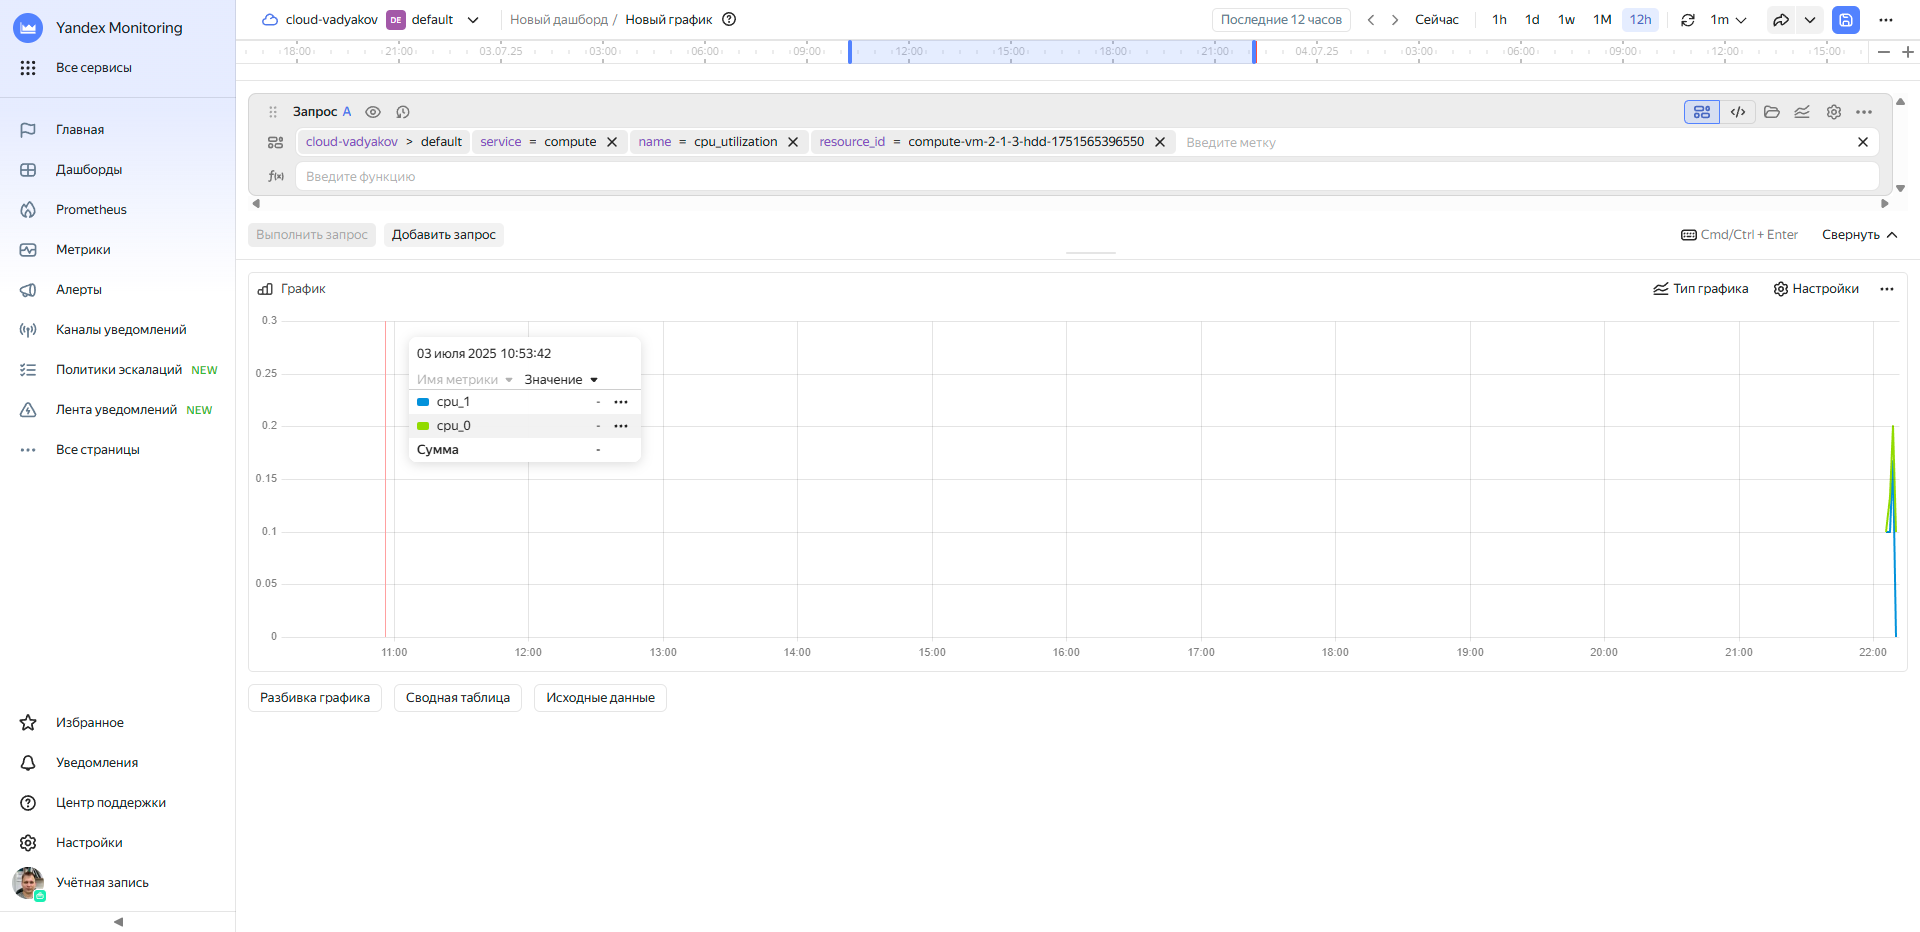 Yandex Monitoring
Все сервисы
Главная
Дашборды
Prometheus
Метрики
Алерты
Каналы уведомлений
Политики эскалаций NEW
Лента уведомлений NEW
Все страницы
Избранное
Уведомления
Центр поддержки
Настройки
Учётная запись
cloud-vadyakov DE default Новый дашборд / Новый график
Последние 12 часов Сейчас 1h 1d 1w 1M 12h 1m
18:00 21:00 03.07.25 03:00 06:00 09:00 12:00 15:00 18:00 21:00 04.07.25 03:00 06:00 09:00 12:00 15:00
Запрос A
cloud-vadyakov > default service = compute name = cpu_utilization resource_id = compute-vm-2-1-3-hdd-1751565396550 Введите метку
f(x) Введите функцию
Выполнить запрос Добавить запрос Cmd/Ctrl + Enter Свернуть
График Тип графика Настройки
0.3
0.25
0.2
0.15
0.1
0.05
0
03 июля 2025 10:53:42
Имя метрики Значение
cpu_1 -
cpu_0 -
Сумма -
11:00 12:00 13:00 14:00 15:00 16:00 17:00 18:00 19:00 20:00 21:00 22:00
Разбивка графика Сводная таблица Исходные данные